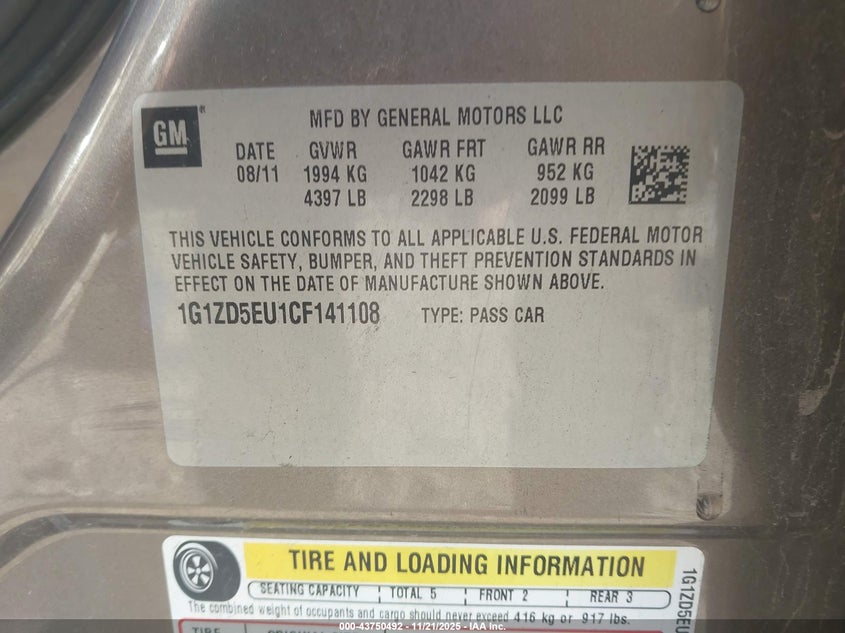 GM
MFD BY GENERAL MOTORS LLC
DATE GVWR GAWR FRT GAWR RR
08/11 1994 KG 1042 KG 952 KG
4397 LB 2298 LB 2099 LB
THIS VEHICLE CONFORMS TO ALL APPLICABLE U.S. FEDERAL MOTOR
VEHICLE SAFETY, BUMPER, AND THEFT PREVENTION STANDARDS IN
EFFECT ON THE DATE OF MANUFACTURE SHOWN ABOVE.
1G1ZD5EU1CF141108 TYPE: PASS CAR
TIRE AND LOADING INFORMATION
SEATING CAPACITY TOTAL 5 FRONT 2 REAR 3
The combined weight of occupants and cargo should never exceed 416 kg or 917 lbs.
TIRE
1G1ZD5EU
000-43750492 - 11/21/2025 - IAA, Inc.